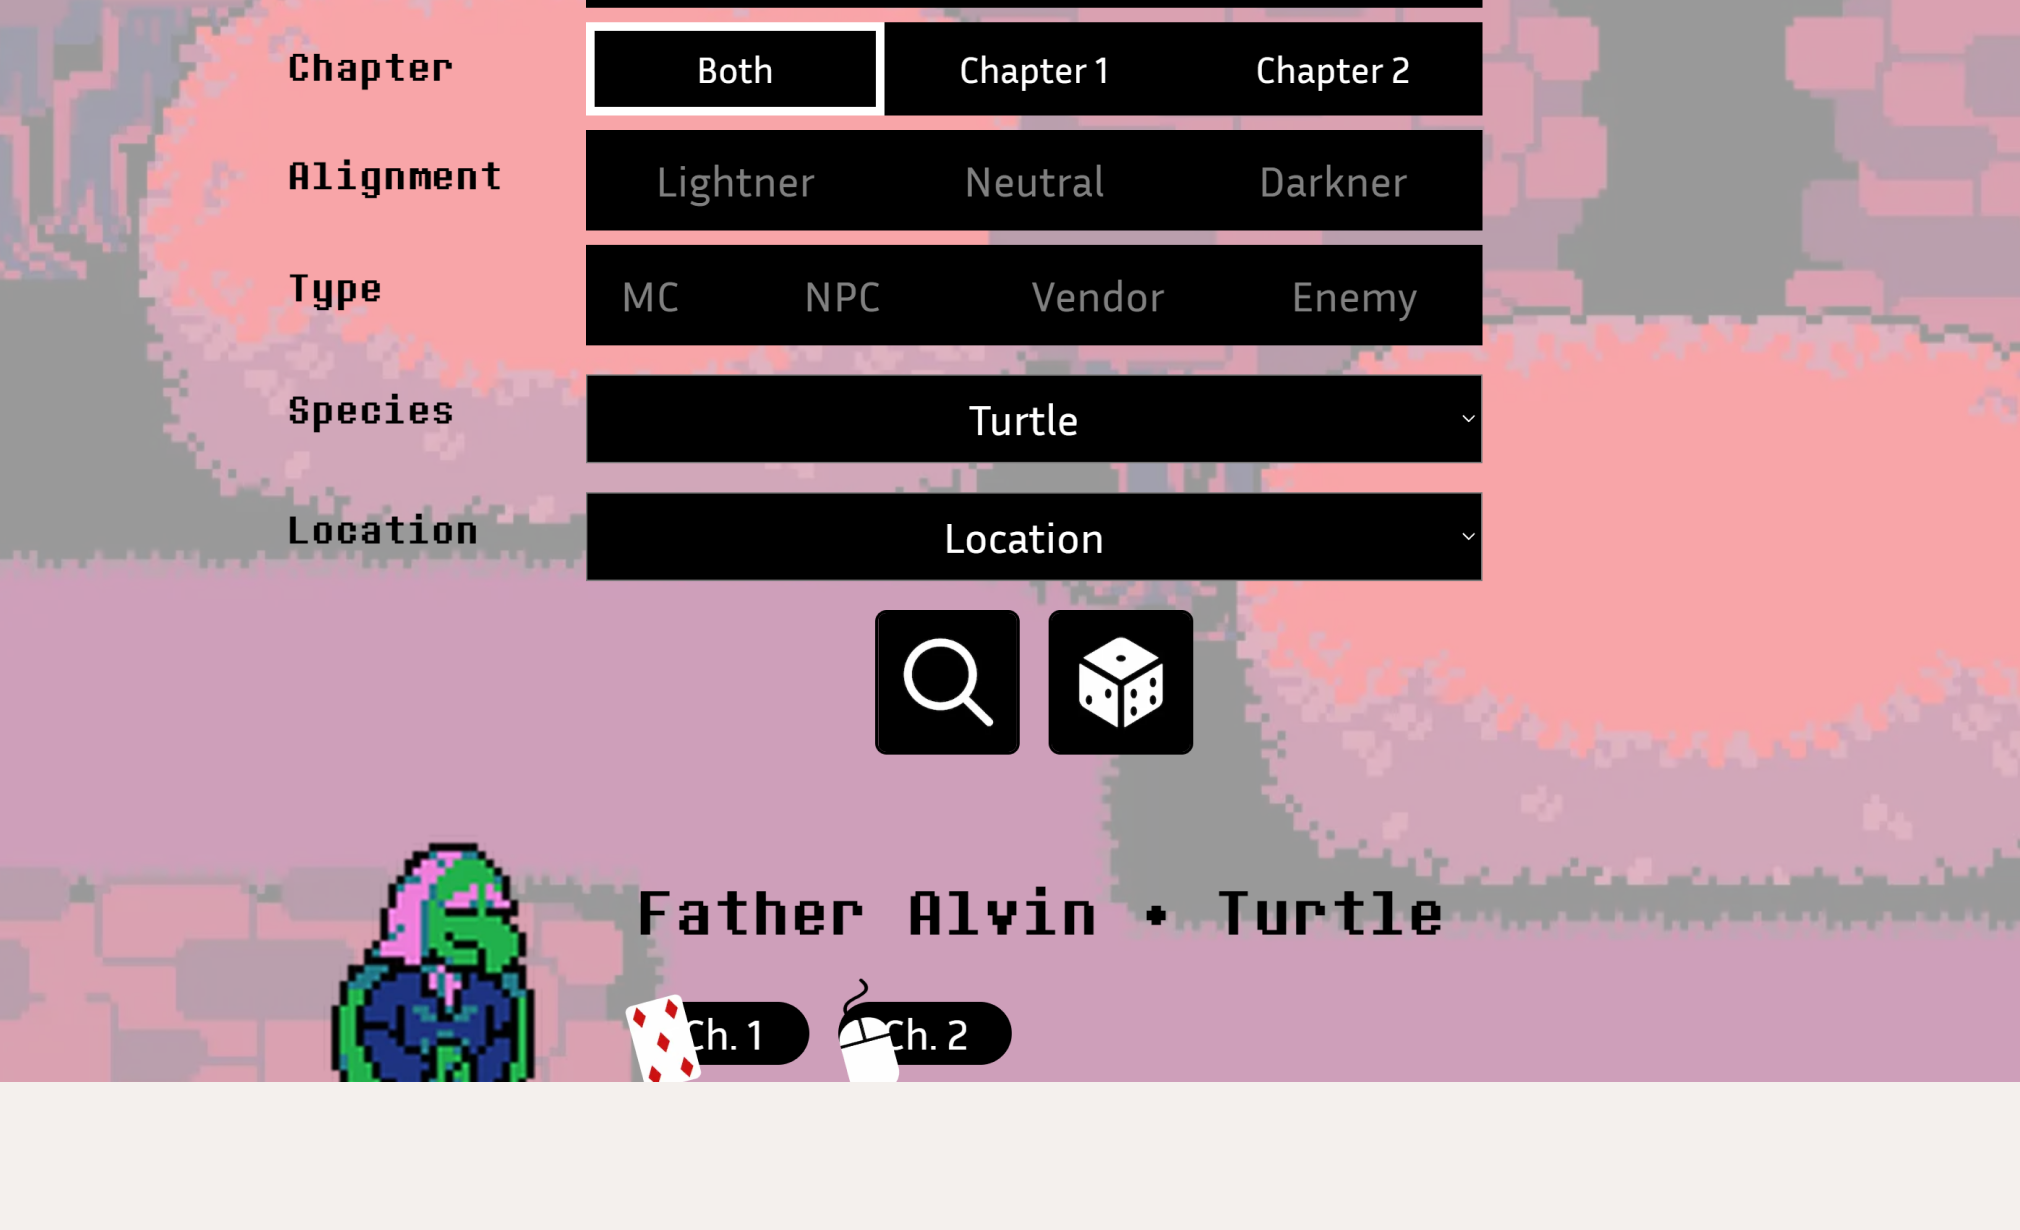 Chapter Both Chapter 1 Chapter 2
Alignment Lightner Neutral Darkner
Type MC NPC Vendor Enemy
Species Turtle
Location Location
Father Alvin • Turtle
Ch. 1 Ch. 2